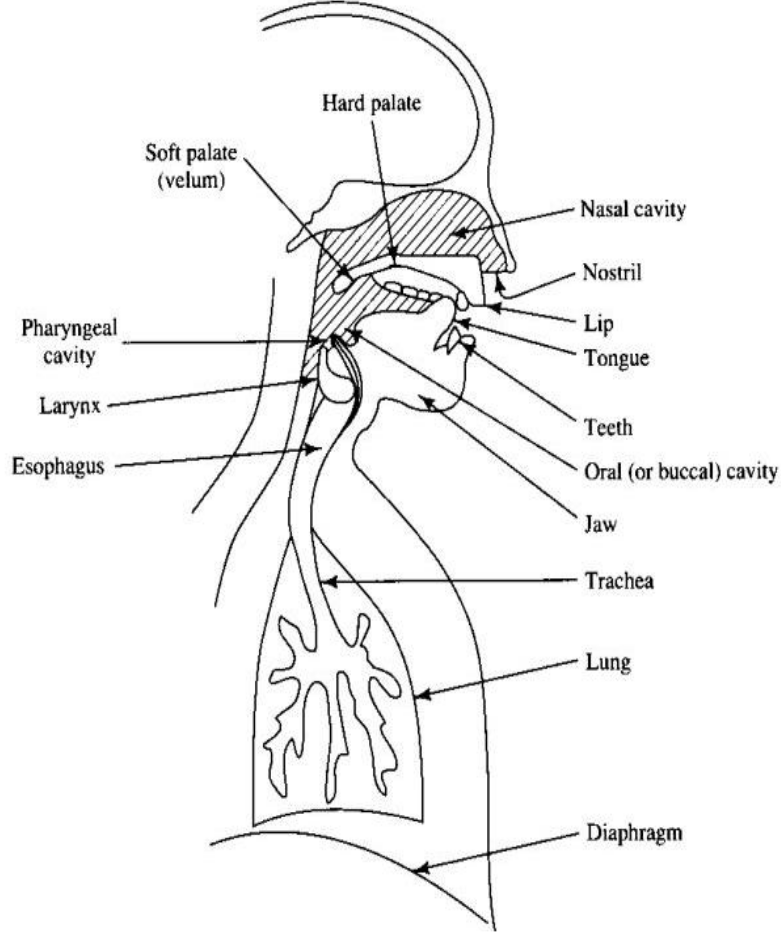 Hard palate
Soft palate
(velum)
Nasal cavity
Nostril
Lip
Pharyngeal
cavity
Tongue
Larynx
Teeth
Esophagus
Oral (or buccal) cavity
Jaw
Trachea
Lung
Diaphragm